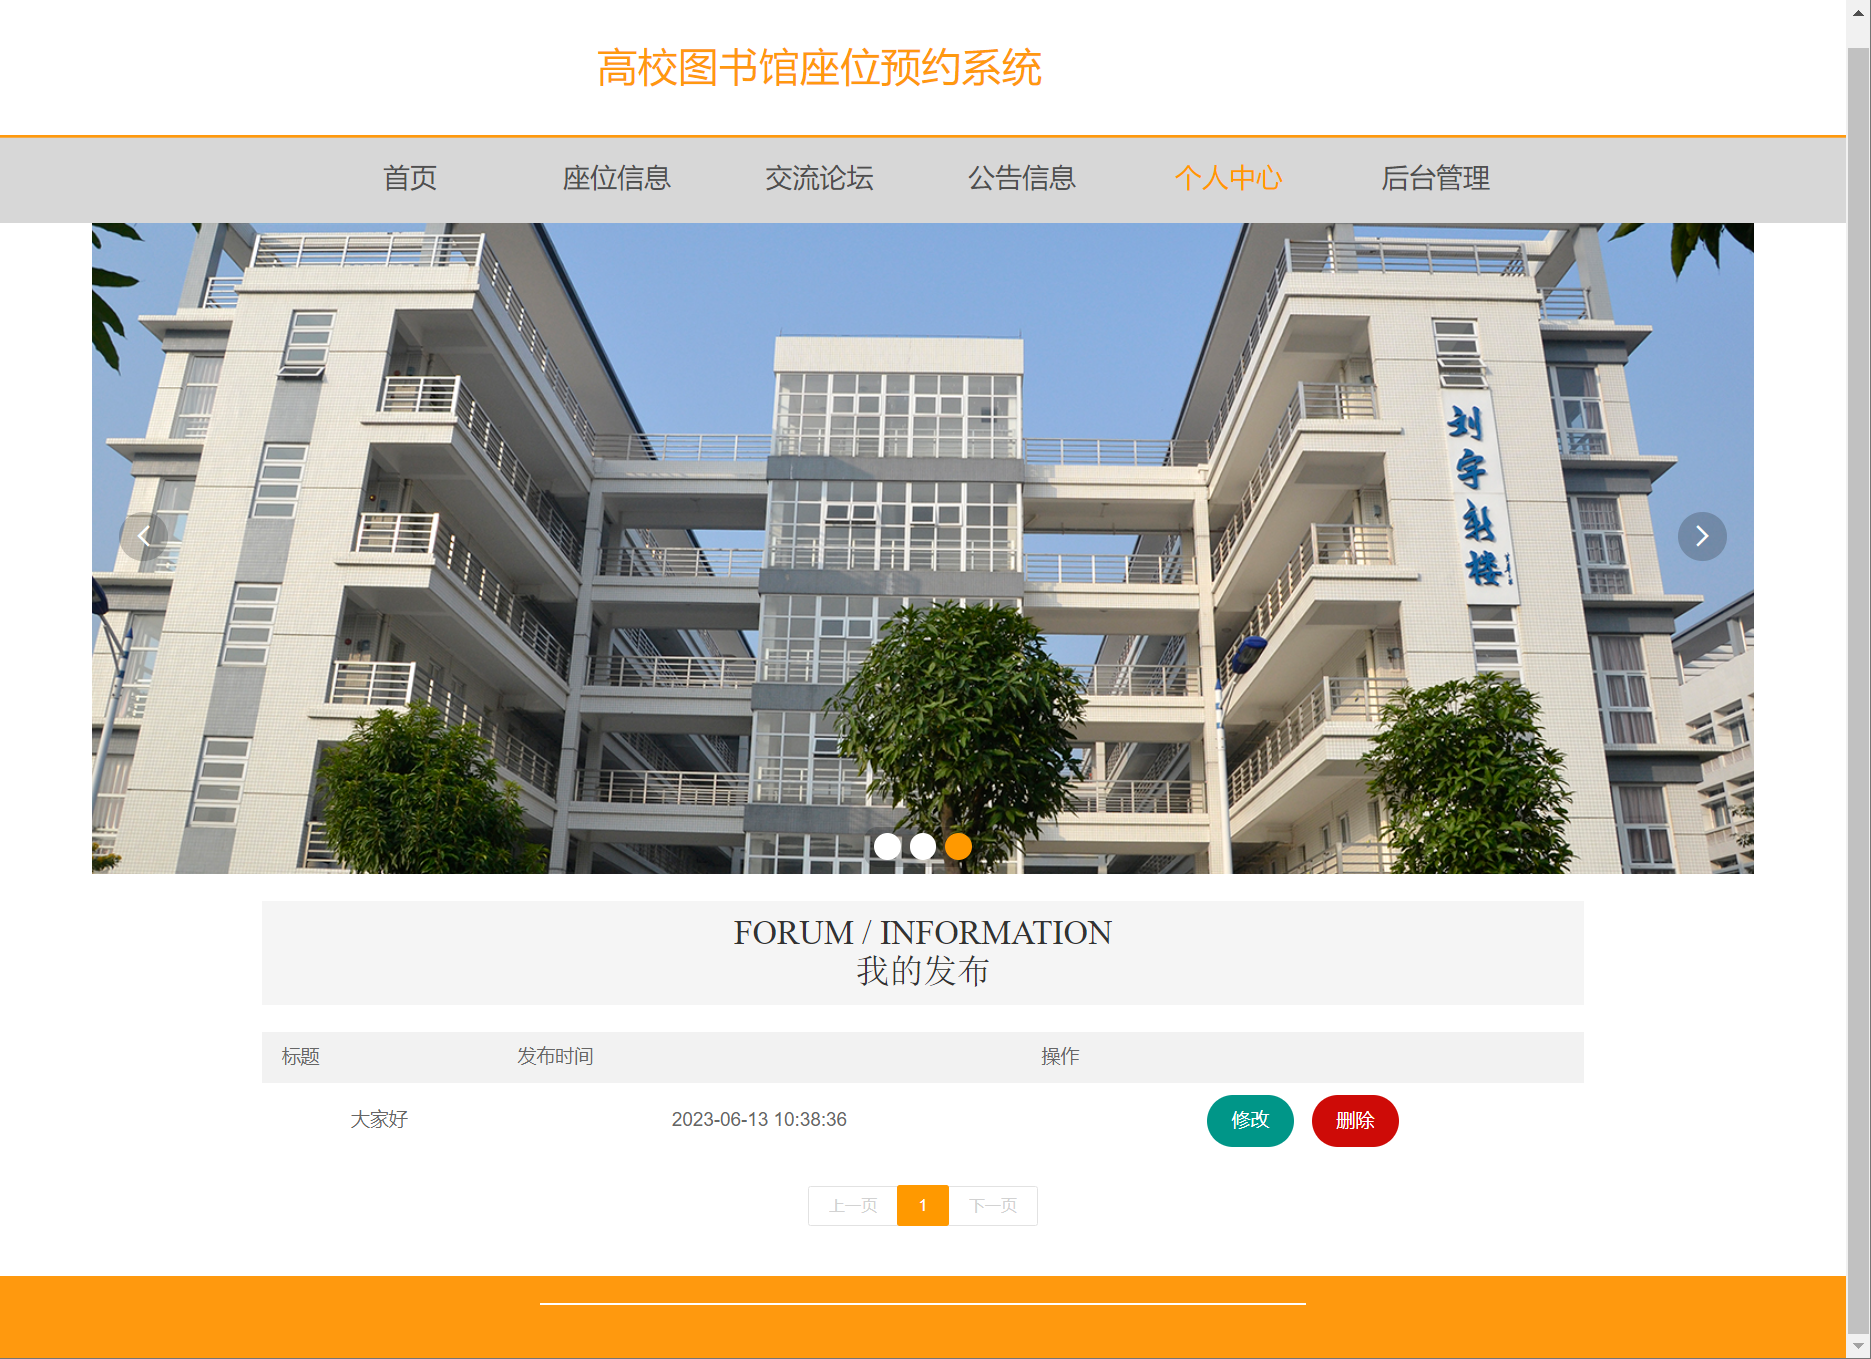 高校图书馆座位预约系统
首页 座位信息 交流论坛 公告信息 个人中心 后台管理
刘宇新楼
FORUM / INFORMATION
我的发布
标题 发布时间 操作
大家好 2023-06-13 10:38:36 修改 删除
上一页 1 下一页